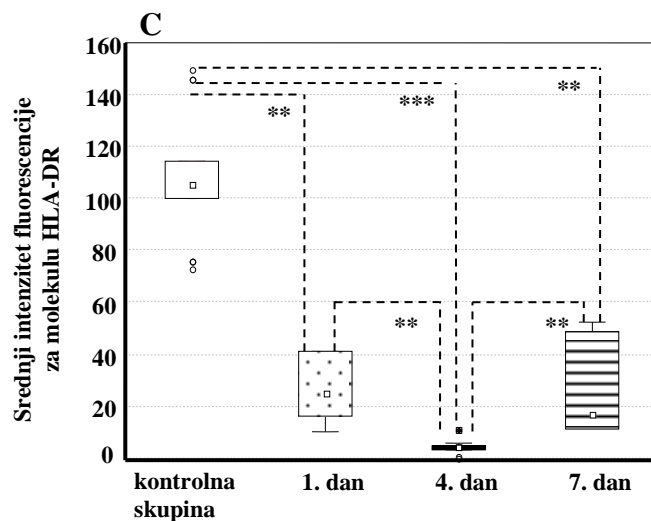 C
Srednji intenzitet fluorescencije
za molekulu HLA-DR
160
140
120
100
80
60
40
20
0
**
***
**
**
**
kontrolna
skupina
1. dan
4. dan
7. dan